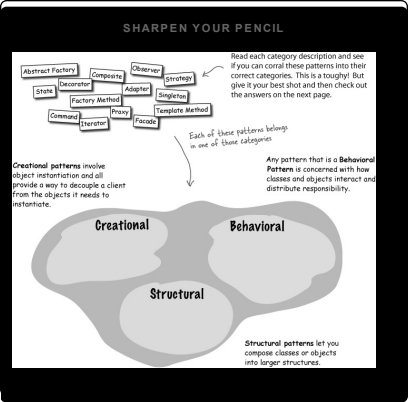 SHARPEN YOUR PENCIL
Read each category description and see
if you can corral these patterns into their
correct categories. This is a toughy! But
give it your best shot and then check out
the answers on the next page.
Abstract Factory
Observer
Composite
Strategy
Decorator
State
Adapter
Singleton
Factory Method
Template Method
Proxy
Command
Facade
Iterator
Each of these patterns belongs
in one of those categories
Creational patterns involve
object instantiation and all
provide a way to decouple a client
from the objects it needs to
instantiate.
Any pattern that is a Behavioral
Pattern is concerned with how
classes and objects interact and
distribute responsibility.
Creational
Behavioral
Structural
Structural patterns let you
compose classes or objects
into larger structures.